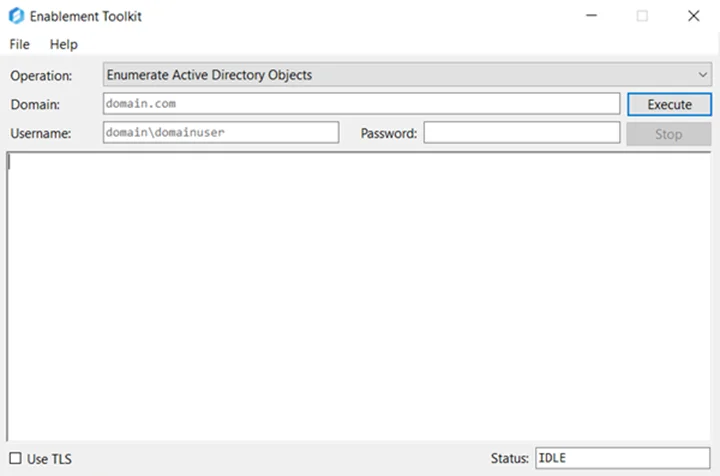 Enablement Toolkit
File Help
Operation: Enumerate Active Directory Objects
Domain: domain.com Execute
Username: domain\domainuser Password: Stop
Use TLS Status: IDLE